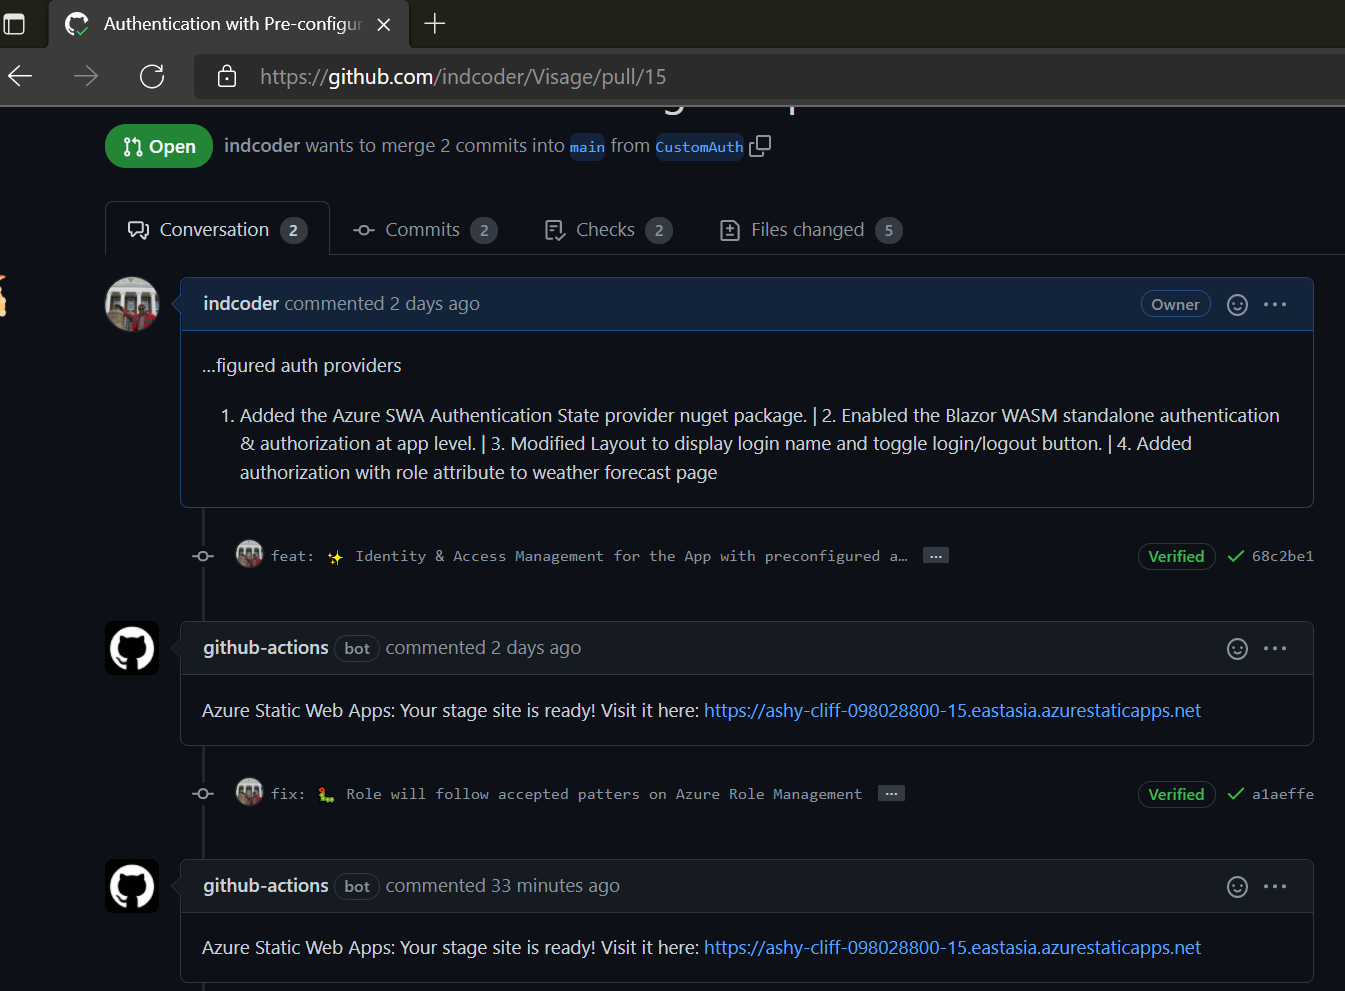 Authentication with Pre-configur
https://github.com/indcoder/Visage/pull/15
Open indcoder wants to merge 2 commits into main from CustomAuth
Conversation 2 Commits 2 Checks 2 Files changed 5
indcoder commented 2 days ago Owner
...figured auth providers
1. Added the Azure SWA Authentication State provider nuget package. | 2. Enabled the Blazor WASM standalone authentication
& authorization at app level. | 3. Modified Layout to display login name and toggle login/logout button. | 4. Added
authorization with role attribute to weather forecast page
feat: ✨ Identity & Access Management for the App with preconfigured a… ... Verified 68c2be1
github-actions bot commented 2 days ago
Azure Static Web Apps: Your stage site is ready! Visit it here: https://ashy-cliff-098028800-15.eastasia.azurestaticapps.net
fix: 🐛 Role will follow accepted patters on Azure Role Management ... Verified a1aeffe
github-actions bot commented 33 minutes ago
Azure Static Web Apps: Your stage site is ready! Visit it here: https://ashy-cliff-098028800-15.eastasia.azurestaticapps.net